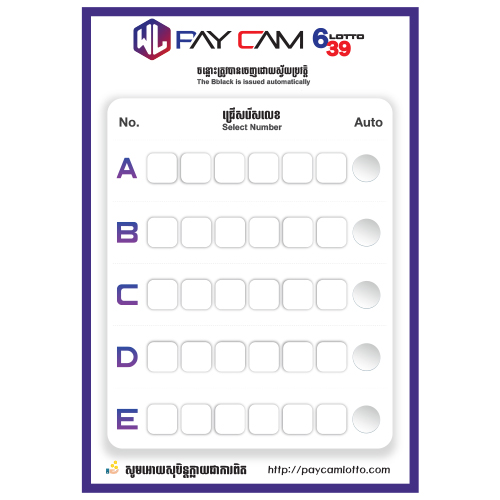 WL PAY CAM 6 LOTTO 39
ចន្លោះត្រូវបានចេញដោយស្វ័យប្រវត្តិ
The Bblack is issued automatically
No. ជ្រើសរើសលេខ Auto
Select Number
A
B
C
D
E
សូមអោយសុបិន្តក្លាយជាការពិត http://paycamlotto.com